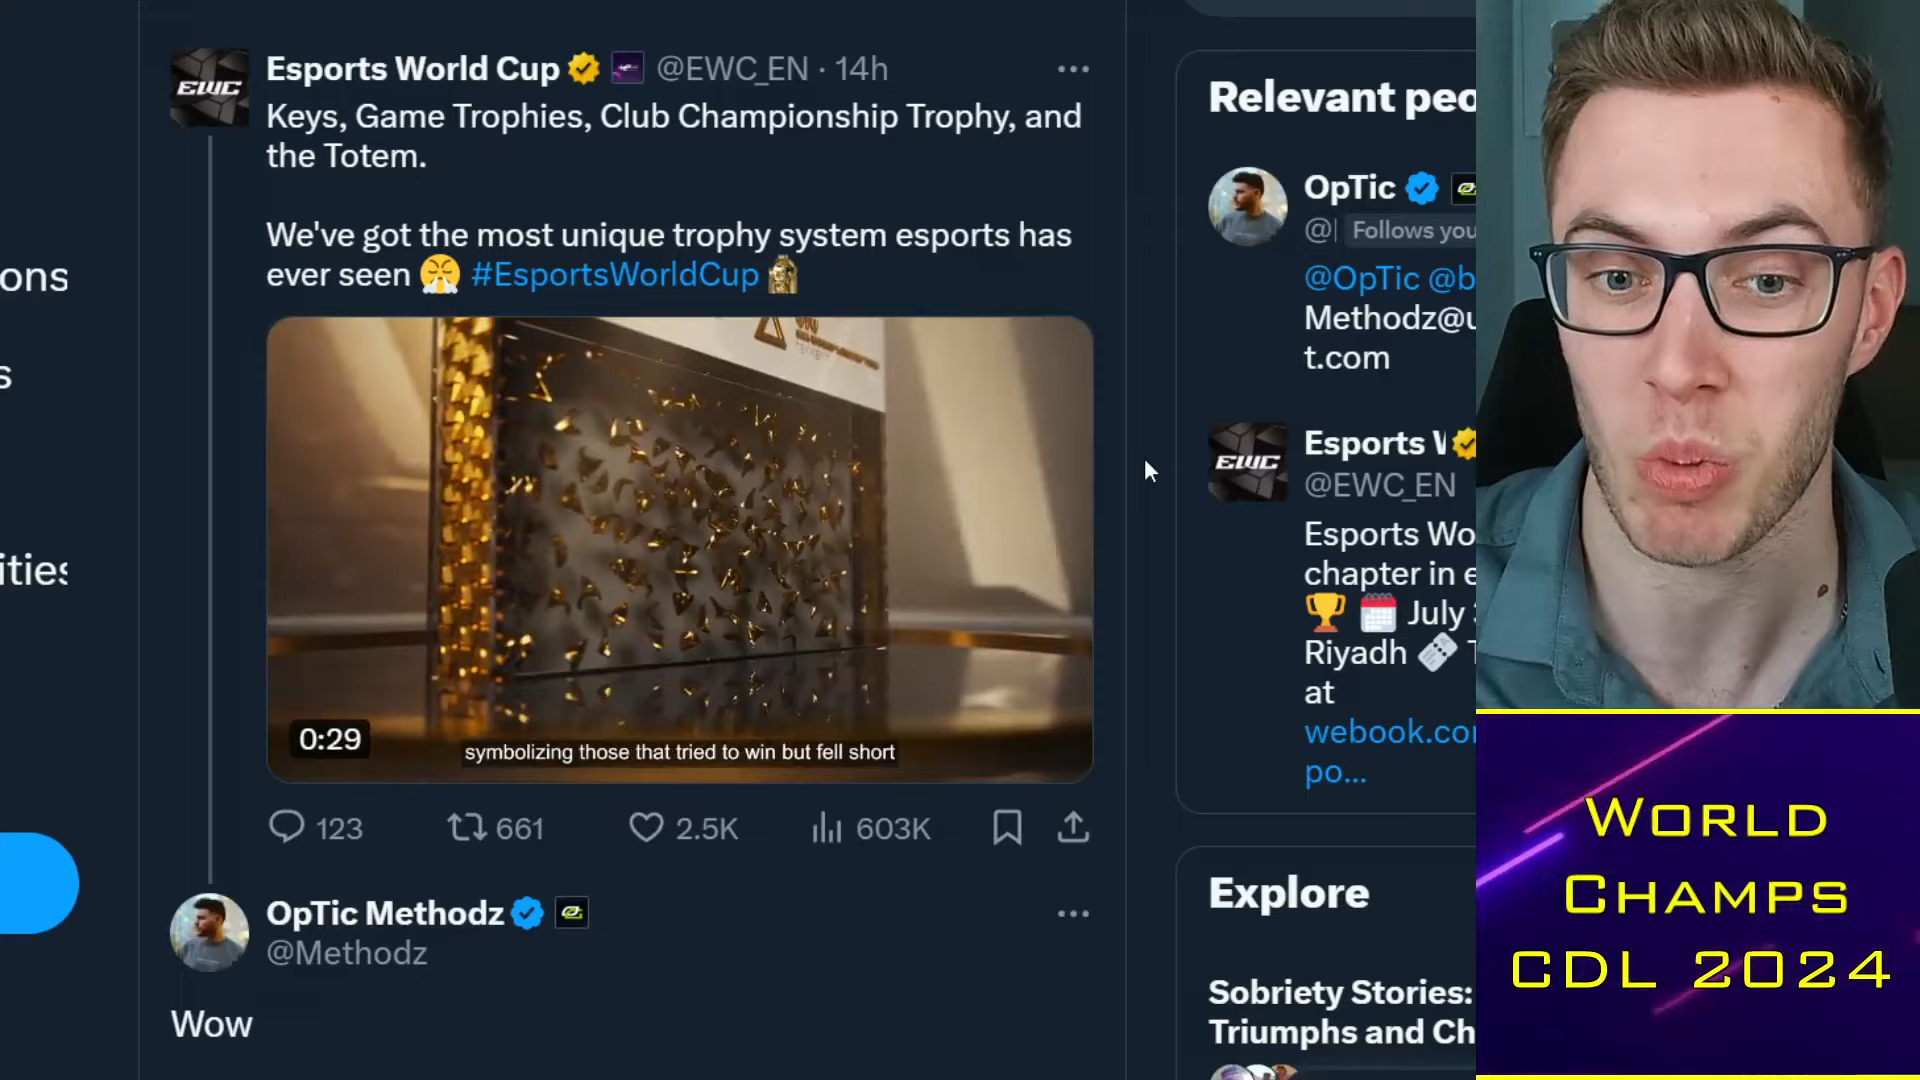 ons
s
ities
EWC
Esports World Cup @EWC_EN · 14h
Keys, Game Trophies, Club Championship Trophy, and
the Totem.
We've got the most unique trophy system esports has
ever seen #EsportsWorldCup
0:29
symbolizing those that tried to win but fell short
123 661 2.5K 603K
OpTic Methodz
@Methodz
Wow
Relevant peo
OpTic
@ Follows you
@OpTic @b
Methodz@u
t.com
EWC
Esports
@EWC_EN
Esports Wo
chapter in e
July
Riyadh
at
webook.co
po...
Explore
Sobriety Stories:
Triumphs and Ch
WORLD
CHAMPS
CDL 2024